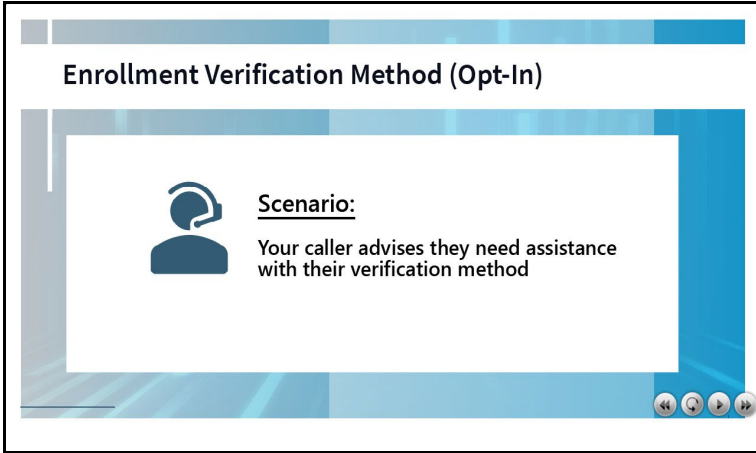 Enrollment Verification Method (Opt-In)
Scenario:
Your caller advises they need assistance
with their verification method